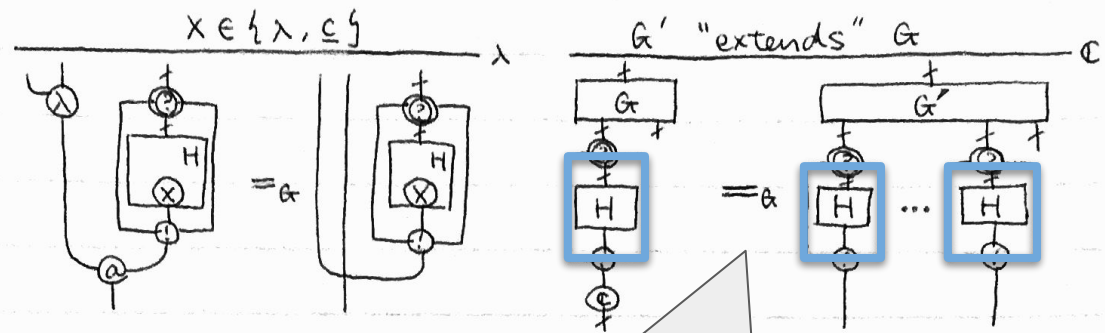 X ∈ { λ, c }
λ
G' "extends" G
C
λ
?
H
X
!
@
=G
?
H
X
!
G
?
H
C
=G
G'
?
?
H
...
H